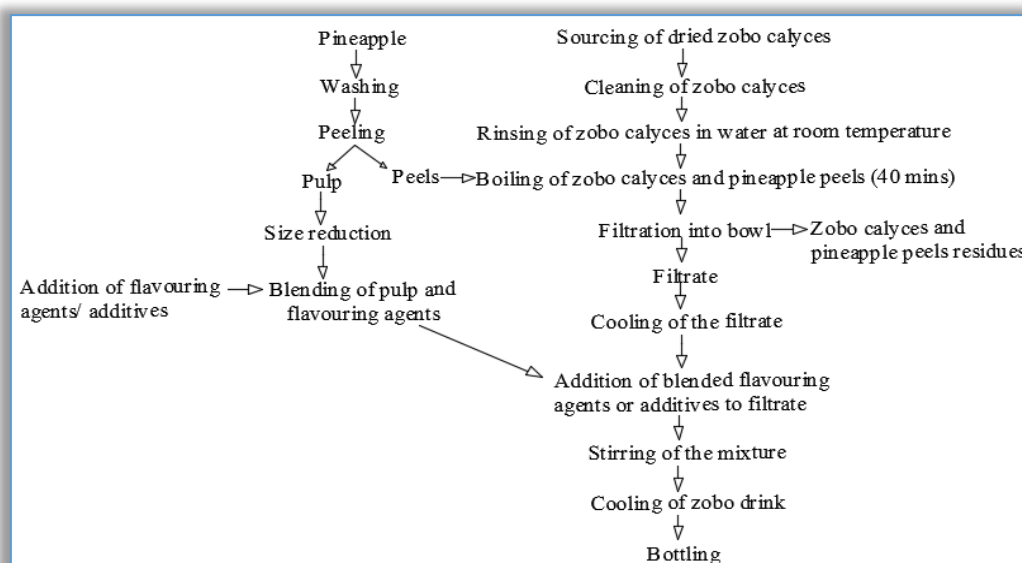 Pineapple
Washing
Peeling
Pulp
Peels
Size reduction
Addition of flavouring
agents/ additives
Blending of pulp and
flavouring agents
Sourcing of dried zobo calyces
Cleaning of zobo calyces
Rinsing of zobo calyces in water at room temperature
Boiling of zobo calyces and pineapple peels (40 mins)
Filtration into bowl
Zobo calyces and
pineapple peels residues
Filtrate
Cooling of the filtrate
Addition of blended flavouring
agents or additives to filtrate
Stirring of the mixture
Cooling of zobo drink
Bottling